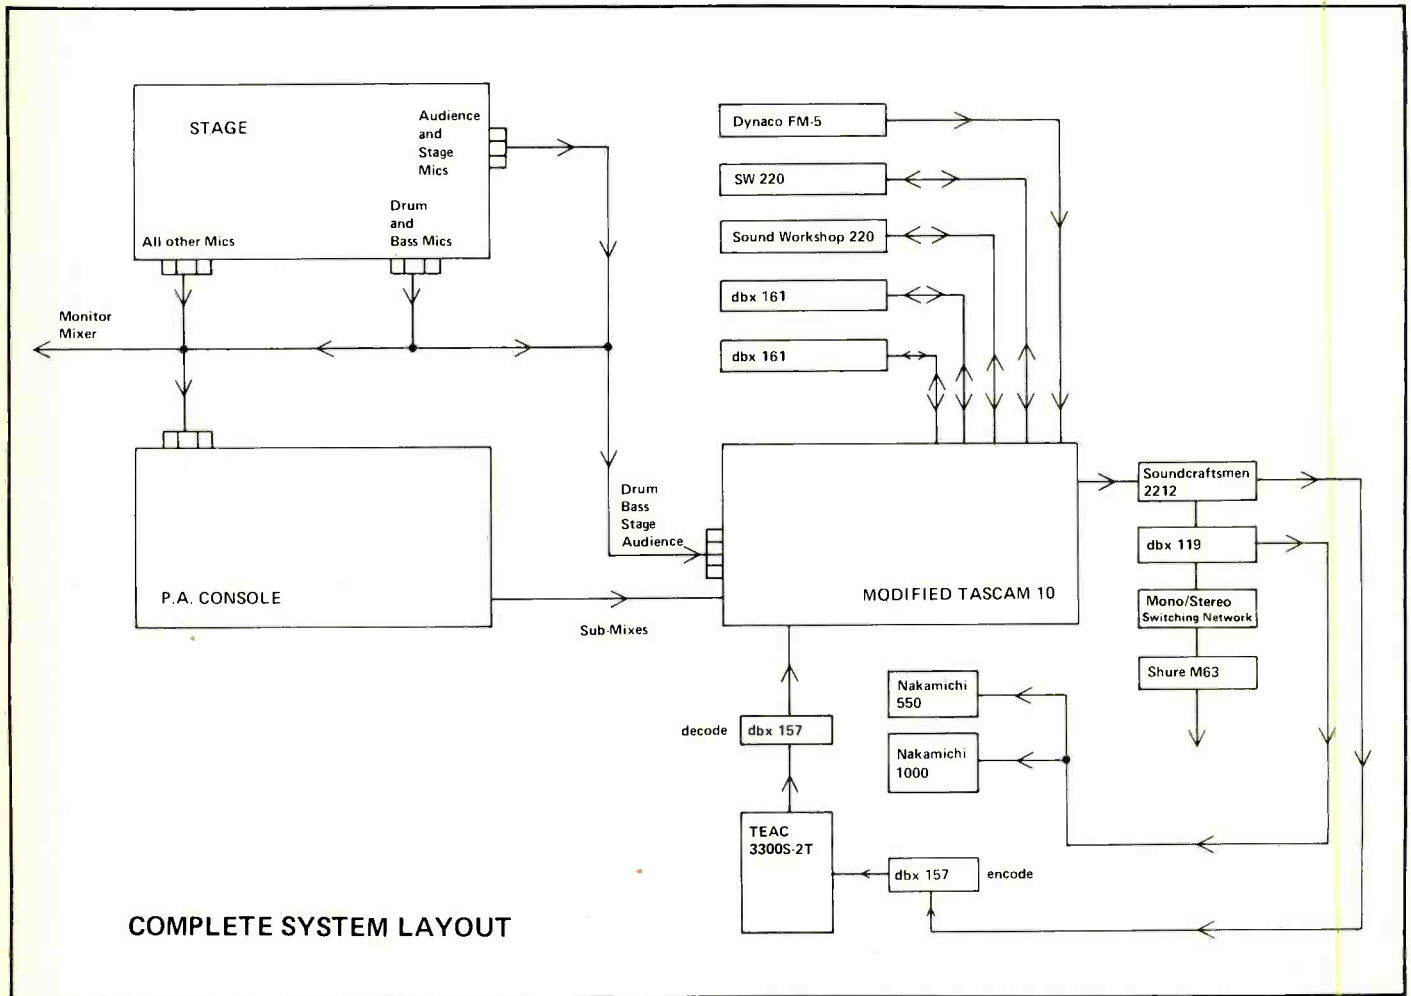 STAGE
Audience
and
Stage
Mics
Drum
and
Bass Mics
All other Mics
Monitor
Mixer
Dynaco FM-5
SW 220
Sound Workshop 220
dbx 161
dbx 161
P.A. CONSOLE
Sub-Mixes
Drum
Bass
Stage
Audience
MODIFIED TASCAM 10
Soundcraftsmen
2212
dbx 119
Mono/Stereo
Switching Network
Shure M63
decode
dbx 157
Nakamichi
550
Nakamichi
1000
TEAC
3300S-2T
dbx 157
encode
COMPLETE SYSTEM LAYOUT